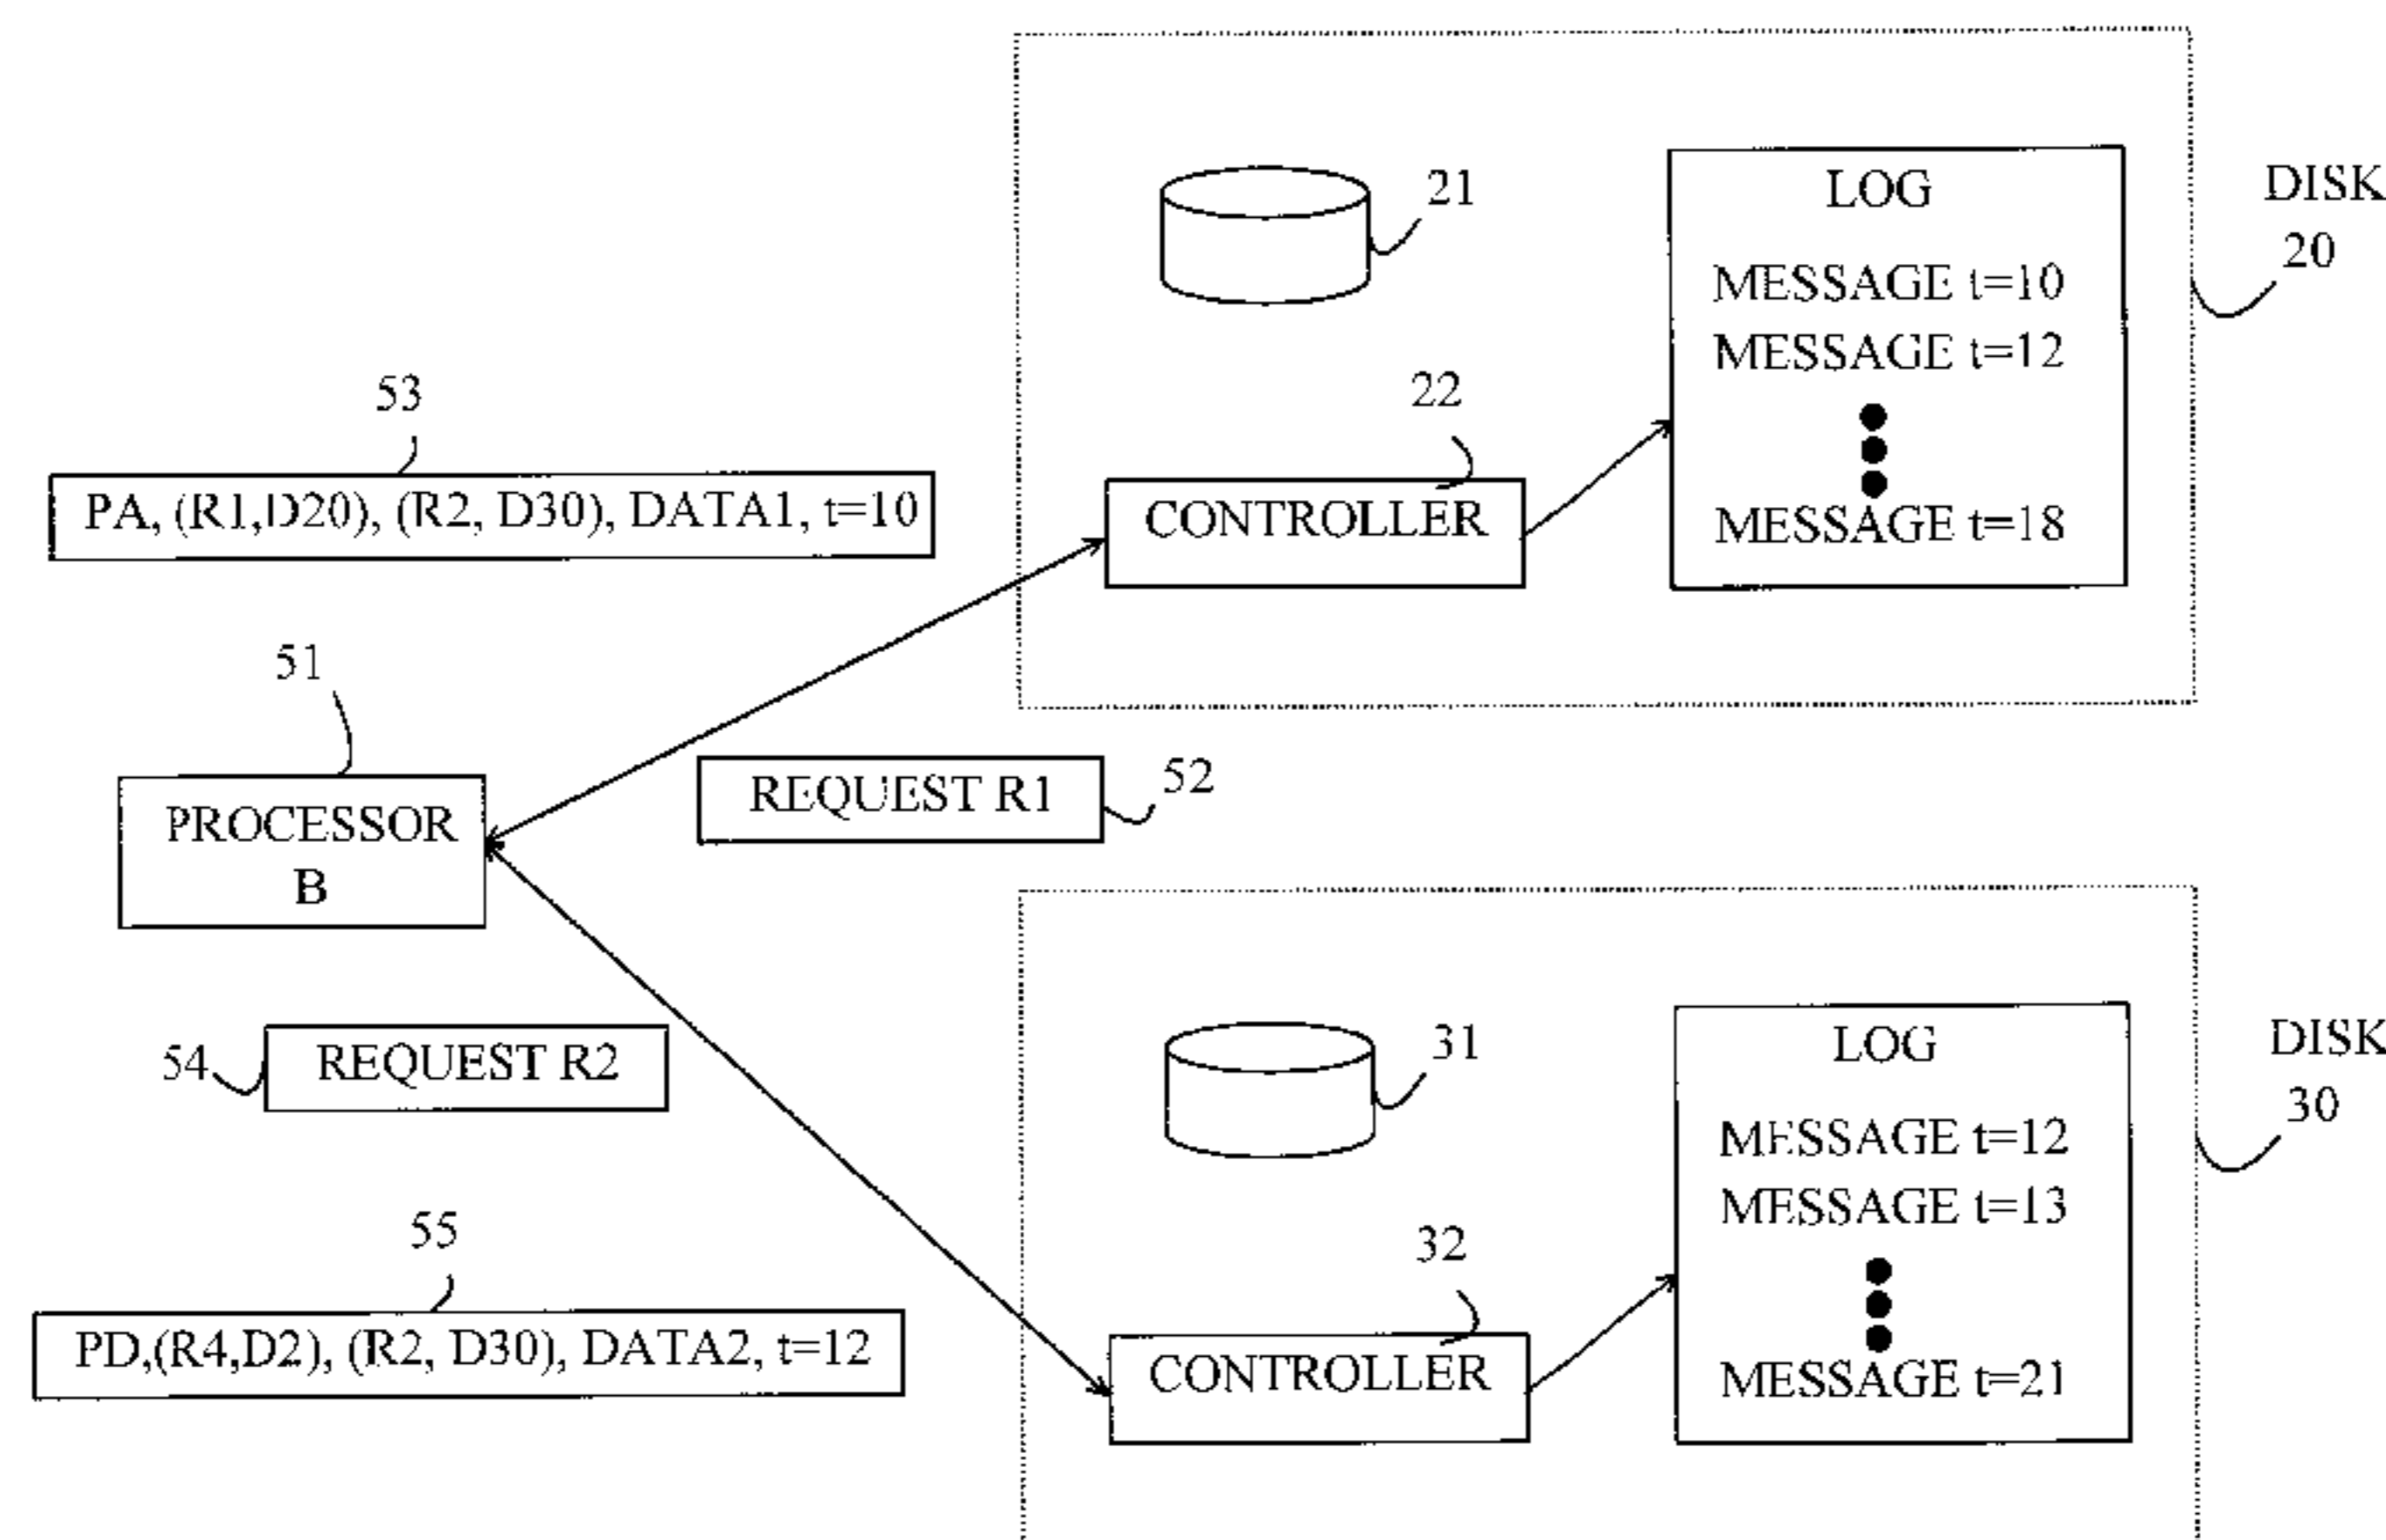 DISK
20
21
LOG
MESSAGE t=10
MESSAGE t=12
MESSAGE t=18
22
CONTROLLER
53
PA, (R1,D20), (R2, D30), DATA1, t=10
51
PROCESSOR
B
REQUEST R1
52
54
REQUEST R2
55
PD,(R4,D2), (R2, D30), DATA2, t=12
DISK
30
31
LOG
MESSAGE t=12
MESSAGE t=13
MESSAGE t=21
32
CONTROLLER